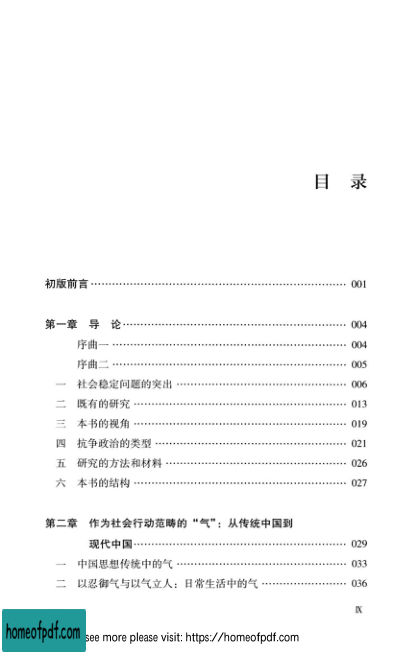 目 录
初版前言 ………………………………………………… 001
第一章 导 论 ………………………………………………… 004
序曲一 ………………………………………………… 004
序曲二 ………………………………………………… 005
一 社会稳定问题的突出 ………………………………………………… 006
二 既有的研究 ………………………………………………… 013
三 本书的视角 ………………………………………………… 019
四 抗争政治的类型 ………………………………………………… 021
五 研究的方法和材料 ………………………………………………… 026
六 本书的结构 ………………………………………………… 027
第二章 作为社会行动范畴的“气”：从传统中国到
现代中国 ………………………………………………… 029
一 中国思想传统中的气 ………………………………………………… 033
二 以忍御气与以气立人：日常生活中的气 ………………………………………………… 036
Ⅸ
homeofpdf.com
see more please visit: https://homeofpdf.com